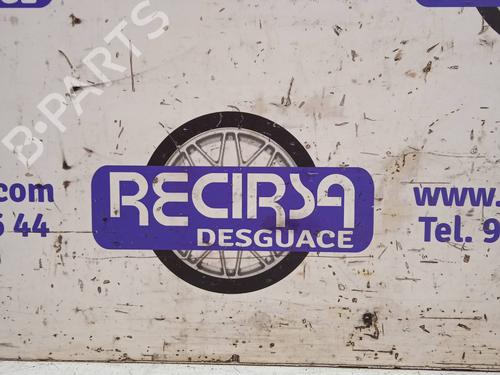 B-PARTS
RECIRSA
DESGUACE
.com
5 44
www.
Tel. 9